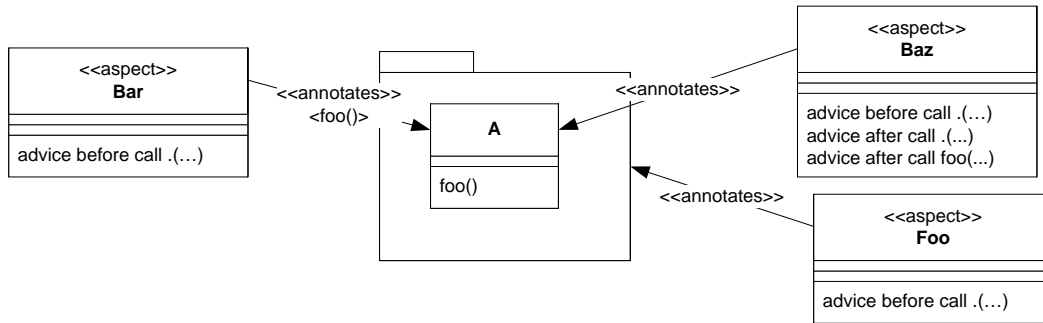 <<aspect>>
Bar
advice before call .(…)
<<annotates>>
<foo()>
A
foo()
<<annotates>>
<<aspect>>
Baz
advice before call .(…)
advice after call .(...)
advice after call foo(...)
<<annotates>>
<<aspect>>
Foo
advice before call .(…)